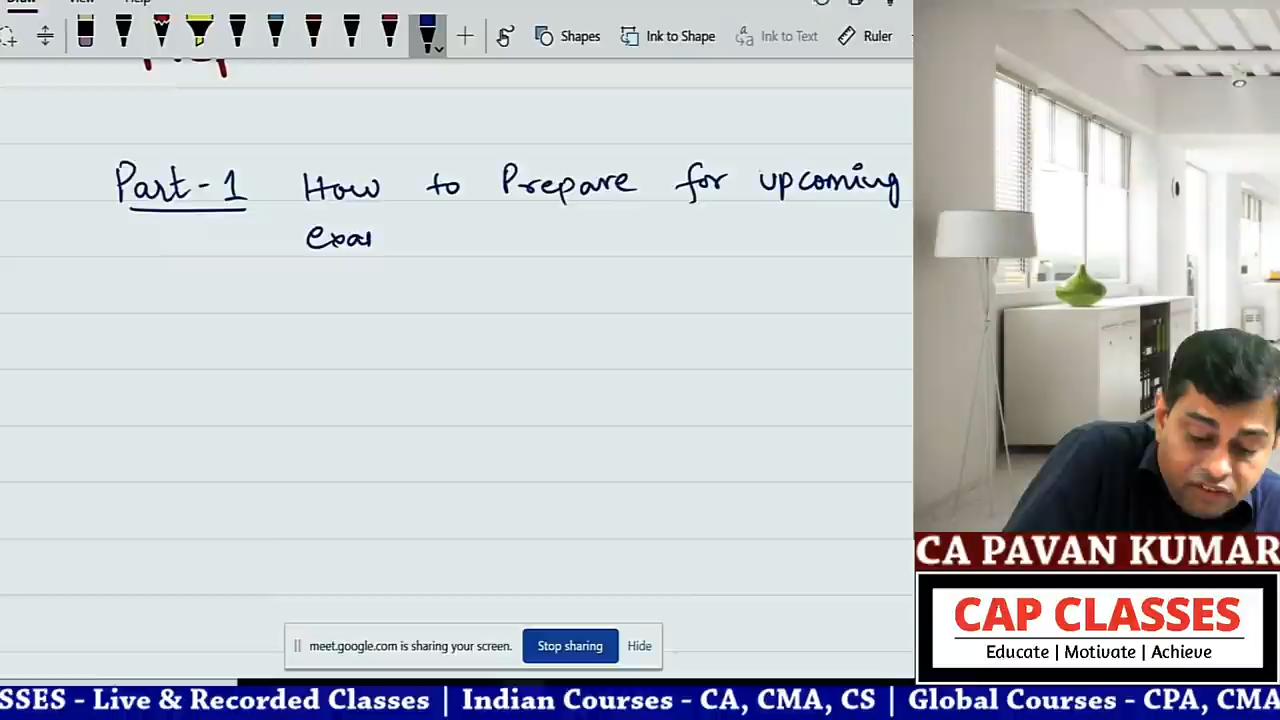 Shapes
Ink to Shape
Ink to Text
Ruler
Part-1 How to Prepare for upcoming
exam
meet.google.com is sharing your screen.
Stop sharing
Hide
CA PAVAN KUMAR
CAP CLASSES
Educate | Motivate | Achieve
SSES - Live & Recorded Classes | Indian Courses - CA, CMA, CS | Global Courses - CPA, CMA